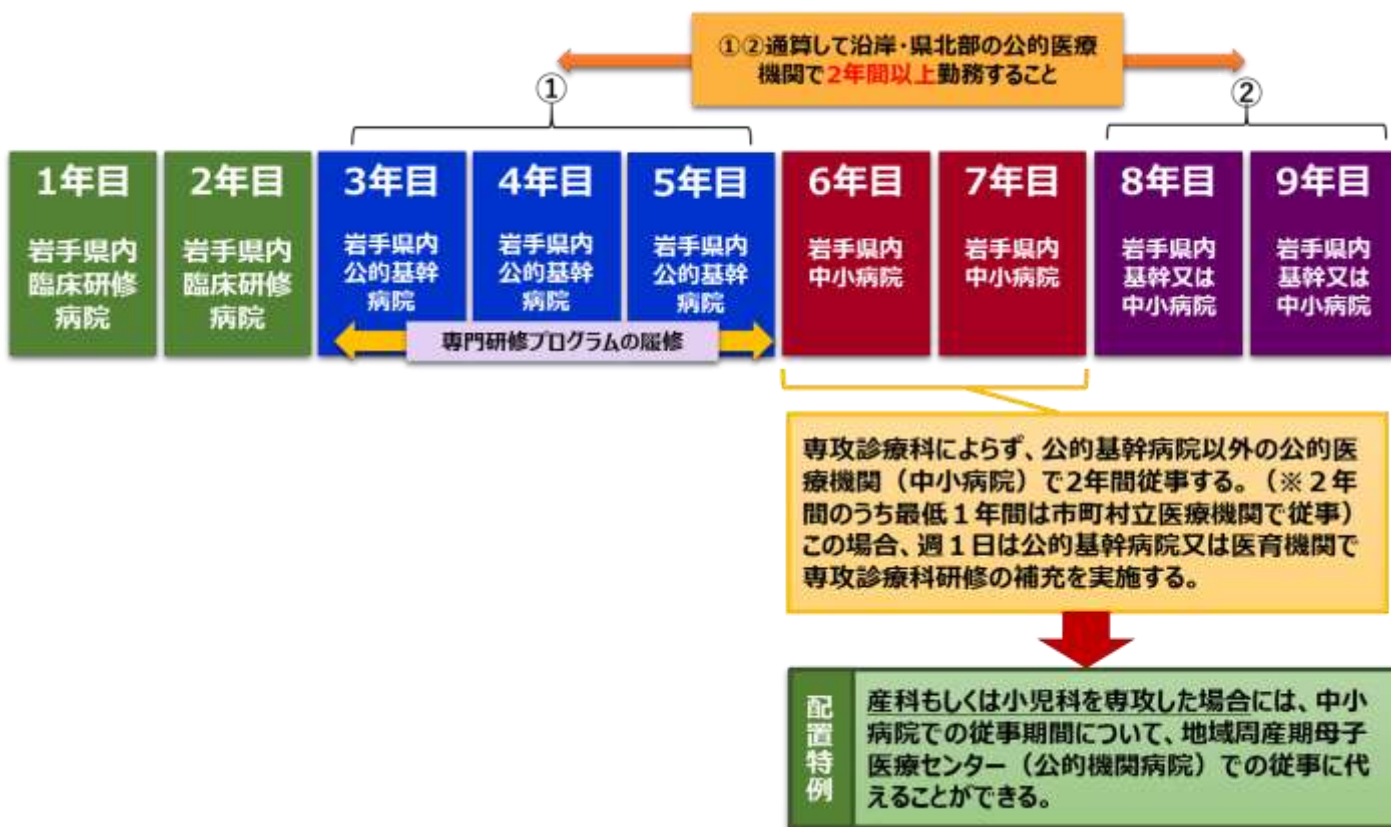 ①②通算して沿岸・県北部の公的医療
機関で2年間以上勤務すること
①
②
1年目
岩手県内
臨床研修
病院
2年目
岩手県内
臨床研修
病院
3年目
岩手県内
公的基幹
病院
4年目
岩手県内
公的基幹
病院
5年目
岩手県内
公的基幹
病院
6年目
岩手県内
中小病院
7年目
岩手県内
中小病院
8年目
岩手県内
基幹又は
中小病院
9年目
岩手県内
基幹又は
中小病院
専門研修プログラムの履修
専攻診療科によらず、公的基幹病院以外の公的医
療機関（中小病院）で2年間従事する。（※２年
間のうち最低１年間は市町村立医療機関で従事）
この場合、週１日は公的基幹病院又は医育機関で
専攻診療科研修の補充を実施する。
配置特例
産科もしくは小児科を専攻した場合には、中小
病院での従事期間について、地域周産期母子
医療センター（公的機関病院）での従事に代
えることができる。